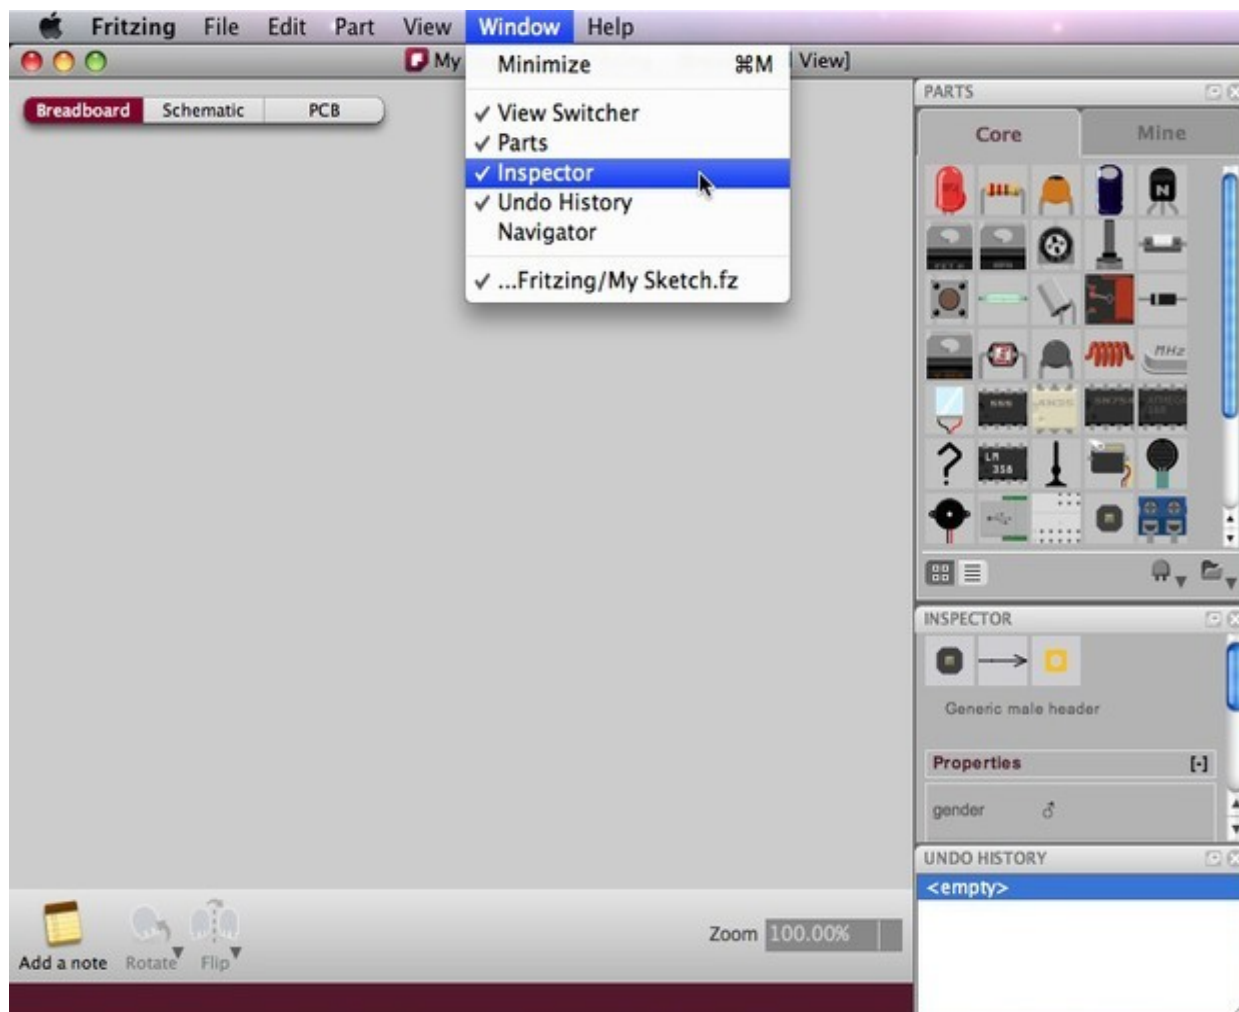 Fritzing File Edit Part View Window Help
My
View]
Minimize ⌘M
✓ View Switcher
✓ Parts
✓ Inspector
✓ Undo History
Navigator
✓ ...Fritzing/My Sketch.fz
Breadboard Schematic PCB
PARTS
Core Mine
N
MHz
555
LM
358
INSPECTOR
Generic male header
Properties [-]
gender ♂
UNDO HISTORY
<empty>
Zoom 100.00%
Add a note Rotate Flip